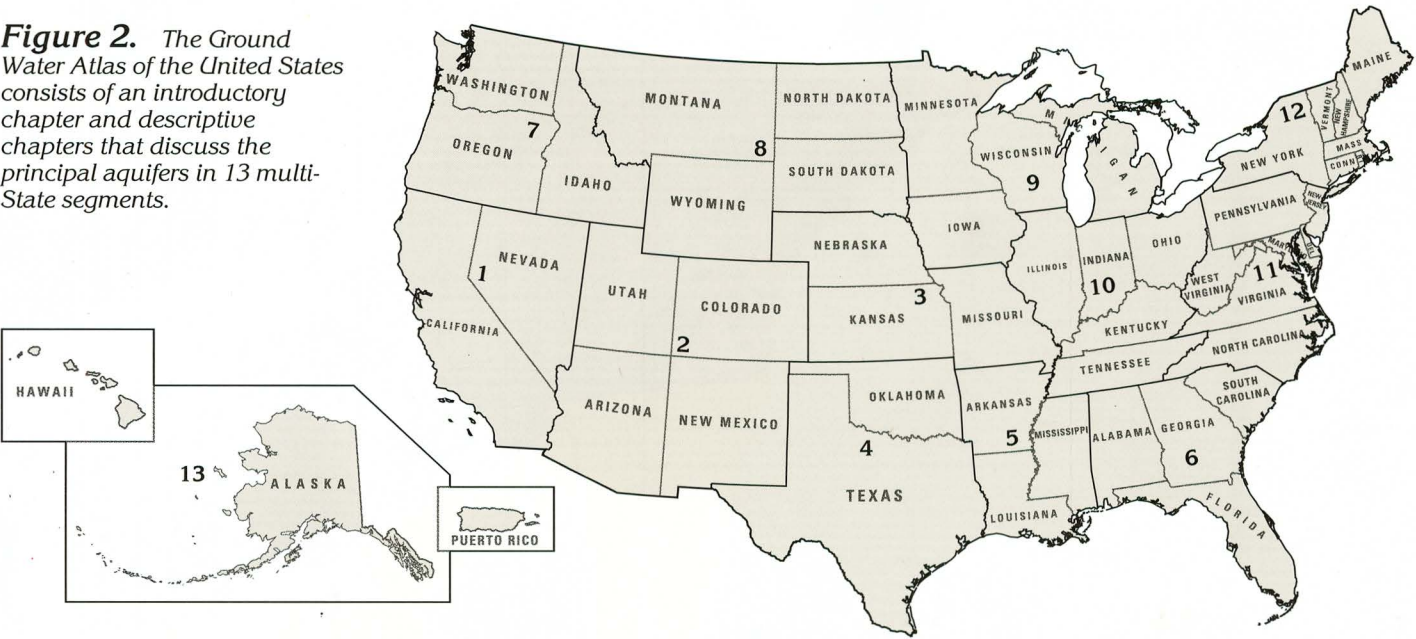 Figure 2. The Ground
Water Atlas of the United States
consists of an introductory
chapter and descriptive
chapters that discuss the
principal aquifers in 13 multi-
State segments.
WASHINGTON
OREGON
7
IDAHO
MONTANA
8
WYOMING
NORTH DAKOTA
SOUTH DAKOTA
MINNESOTA
WISCONSIN
9
MICHIGAN
IOWA
NEBRASKA
3
KANSAS
MISSOURI
1
NEVADA
CALIFORNIA
UTAH
COLORADO
2
ARIZONA
NEW MEXICO
OKLAHOMA
4
TEXAS
ARKANSAS
5
LOUISIANA
MISSISSIPPI
ALABAMA
GEORGIA
6
FLORIDA
SOUTH
CAROLINA
NORTH CAROLINA
TENNESSEE
KENTUCKY
ILLINOIS
INDIANA
10
OHIO
WEST
VIRGINIA
11
VIRGINIA
MARY
DEL
PENNSYLVANIA
NEW
JERSEY
NEW YORK
12
VERMONT
NEW
HAMPSHIRE
MAINE
MASS
CONN
HAWAII
13
ALASKA
PUERTO RICO